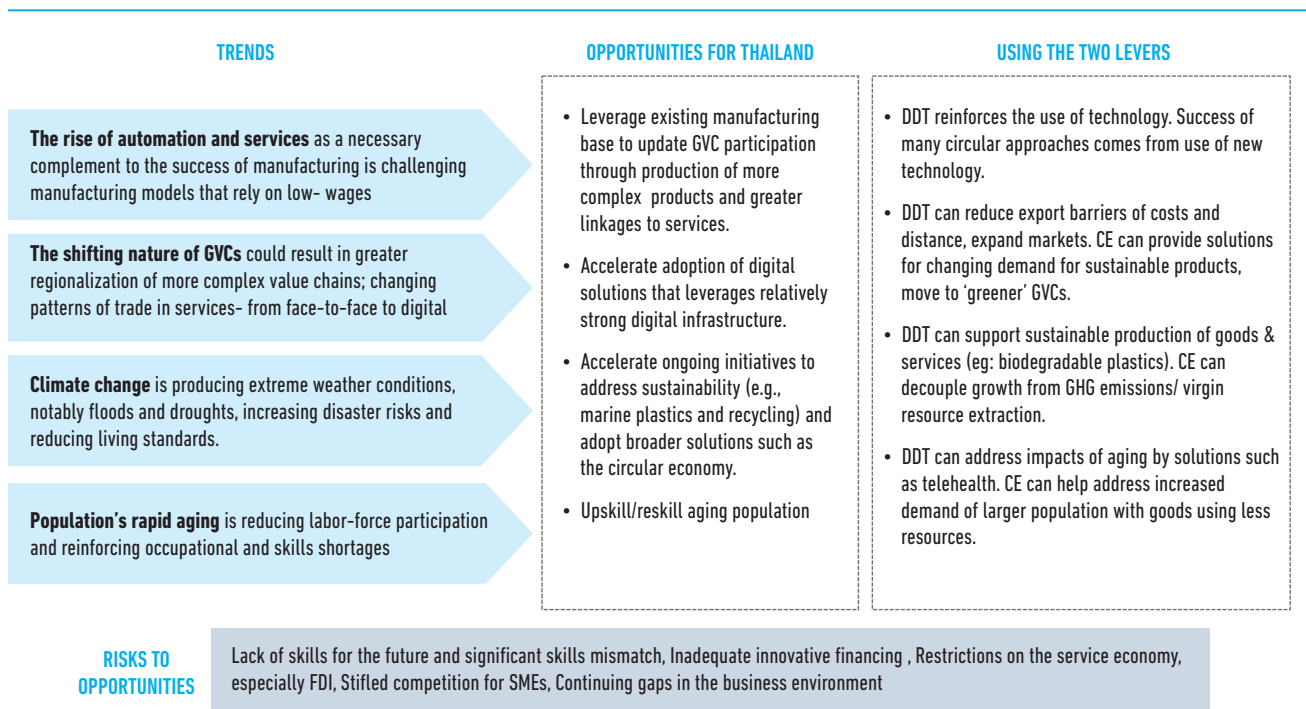 TRENDS
The rise of automation and services as a necessary
complement to the success of manufacturing is challenging
manufacturing models that rely on low- wages
The shifting nature of GVCs could result in greater
regionalization of more complex value chains; changing
patterns of trade in services- from face-to-face to digital
Climate change is producing extreme weather conditions,
notably floods and droughts, increasing disaster risks and
reducing living standards.
Population's rapid aging is reducing labor-force participation
and reinforcing occupational and skills shortages
OPPORTUNITIES FOR THAILAND
• Leverage existing manufacturing
base to update GVC participation
through production of more
complex products and greater
linkages to services.
• Accelerate adoption of digital
solutions that leverages relatively
strong digital infrastructure.
• Accelerate ongoing initiatives to
address sustainability (e.g.,
marine plastics and recycling) and
adopt broader solutions such as
the circular economy.
• Upskill/reskill aging population
USING THE TWO LEVERS
• DDT reinforces the use of technology. Success of
many circular approaches comes from use of new
technology.
• DDT can reduce export barriers of costs and
distance, expand markets. CE can provide solutions
for changing demand for sustainable products,
move to 'greener' GVCs.
• DDT can support sustainable production of goods &
services (eg: biodegradable plastics). CE can
decouple growth from GHG emissions/ virgin
resource extraction.
• DDT can address impacts of aging by solutions such
as telehealth. CE can help address increased
demand of larger population with goods using less
resources.
RISKS TO
OPPORTUNITIES
Lack of skills for the future and significant skills mismatch, Inadequate innovative financing , Restrictions on the service economy,
especially FDI, Stifled competition for SMEs, Continuing gaps in the business environment